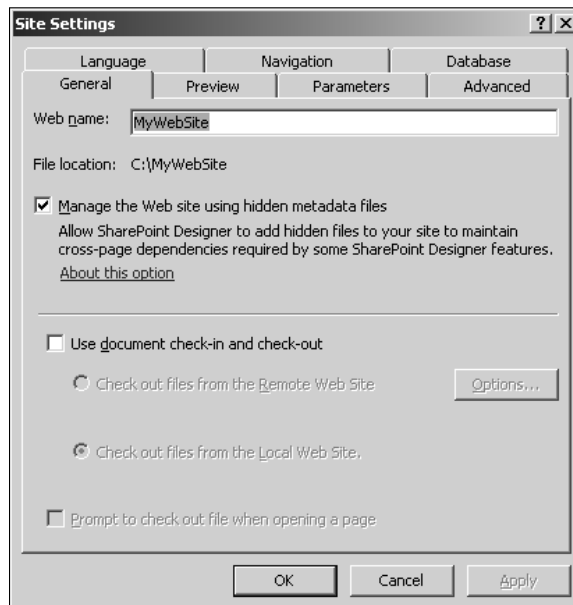 Site Settings
Language Navigation Database
General Preview Parameters Advanced
Web name: MyWebSite
File location: C:\MyWebSite
Manage the Web site using hidden metadata files
Allow SharePoint Designer to add hidden files to your site to maintain
cross-page dependencies required by some SharePoint Designer features.
About this option
Use document check-in and check-out
Check out files from the Remote Web Site Options...
Check out files from the Local Web Site.
Prompt to check out file when opening a page
OK Cancel Apply